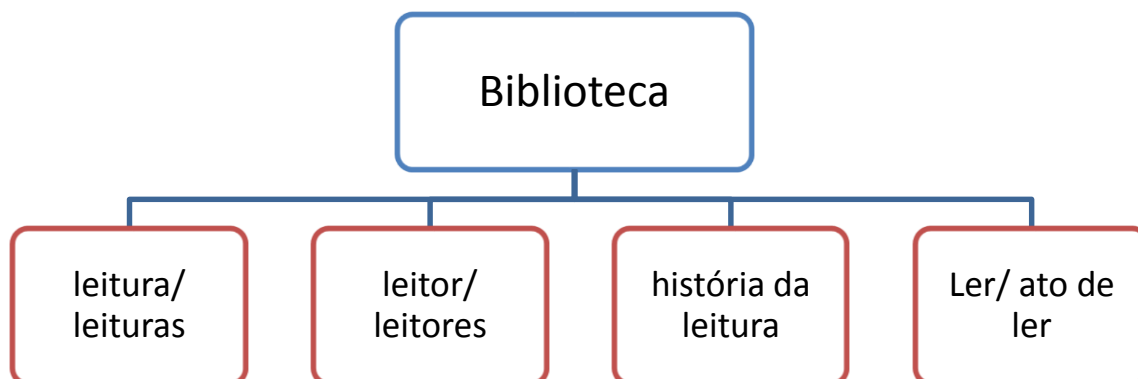 Biblioteca
leitura/
leituras
leitor/
leitores
história da
leitura
Ler/ ato de
ler